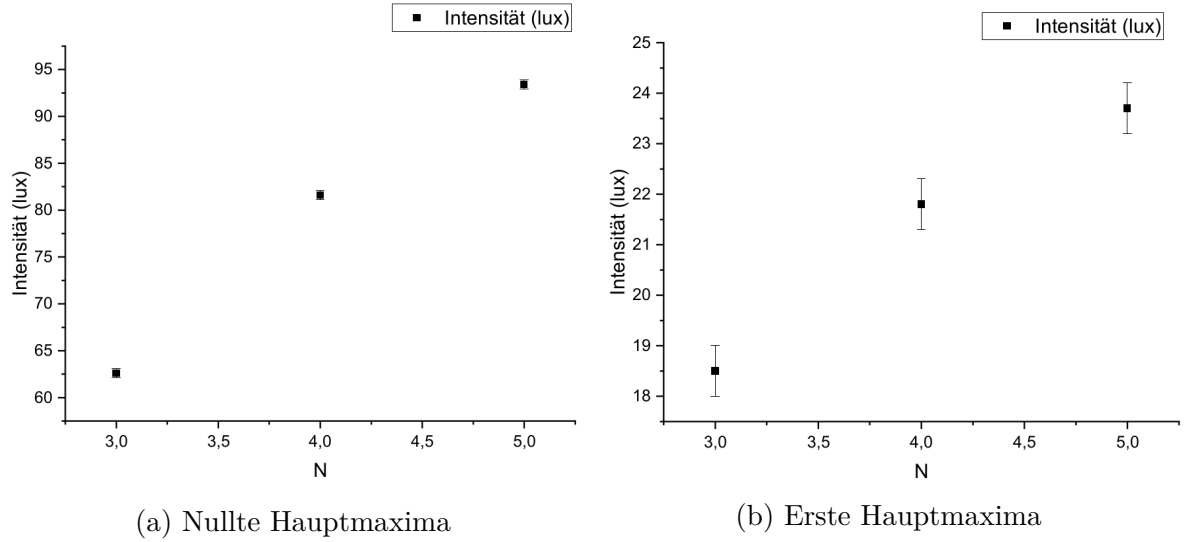 Intensität (lux)
95
90
85
80
75
70
65
60
Intensität (lux)
3,0 3,5 4,0 4,5 5,0
N
(a) Nullte Hauptmaxima
Intensität (lux)
25
24
23
22
21
20
19
18
Intensität (lux)
3,0 3,5 4,0 4,5 5,0
N
(b) Erste Hauptmaxima